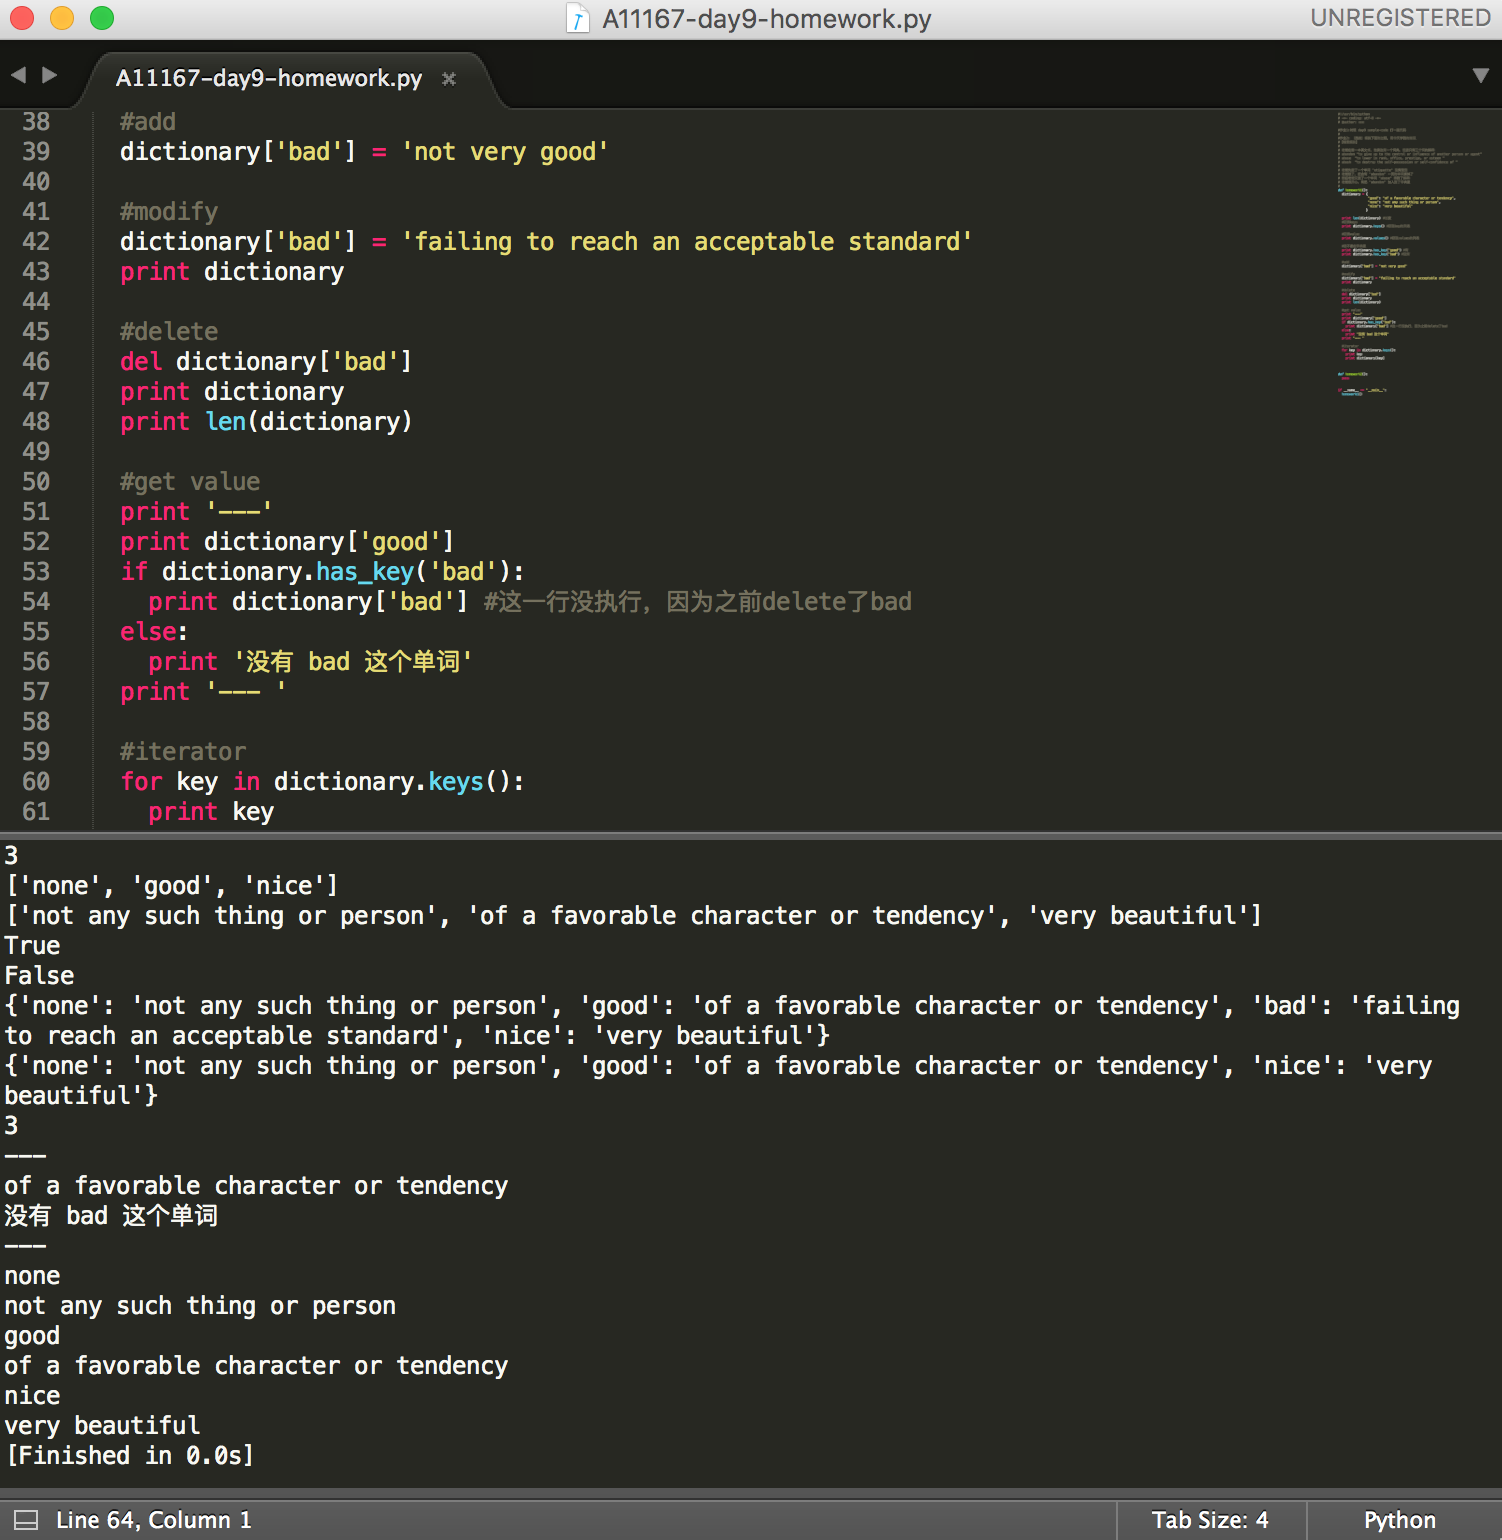 A11167-day9-homework.py
UNREGISTERED
A11167-day9-homework.py ×
38 #add
39 dictionary['bad'] = 'not very good'
40
41 #modify
42 dictionary['bad'] = 'failing to reach an acceptable standard'
43 print dictionary
44
45 #delete
46 del dictionary['bad']
47 print dictionary
48 print len(dictionary)
49
50 #get value
51 print '---'
52 print dictionary['good']
53 if dictionary.has_key('bad'):
54   print dictionary['bad'] #这一行没执行，因为之前delete了bad
55 else:
56   print '没有 bad 这个单词'
57 print '--- '
58
59 #iterator
60 for key in dictionary.keys():
61   print key
3
['none', 'good', 'nice']
['not any such thing or person', 'of a favorable character or tendency', 'very beautiful']
True
False
{'none': 'not any such thing or person', 'good': 'of a favorable character or tendency', 'bad': 'failing
to reach an acceptable standard', 'nice': 'very beautiful'}
{'none': 'not any such thing or person', 'good': 'of a favorable character or tendency', 'nice': 'very
beautiful'}
3
---
of a favorable character or tendency
没有 bad 这个单词
---
none
not any such thing or person
good
of a favorable character or tendency
nice
very beautiful
[Finished in 0.0s]
Line 64, Column 1
Tab Size: 4
Python